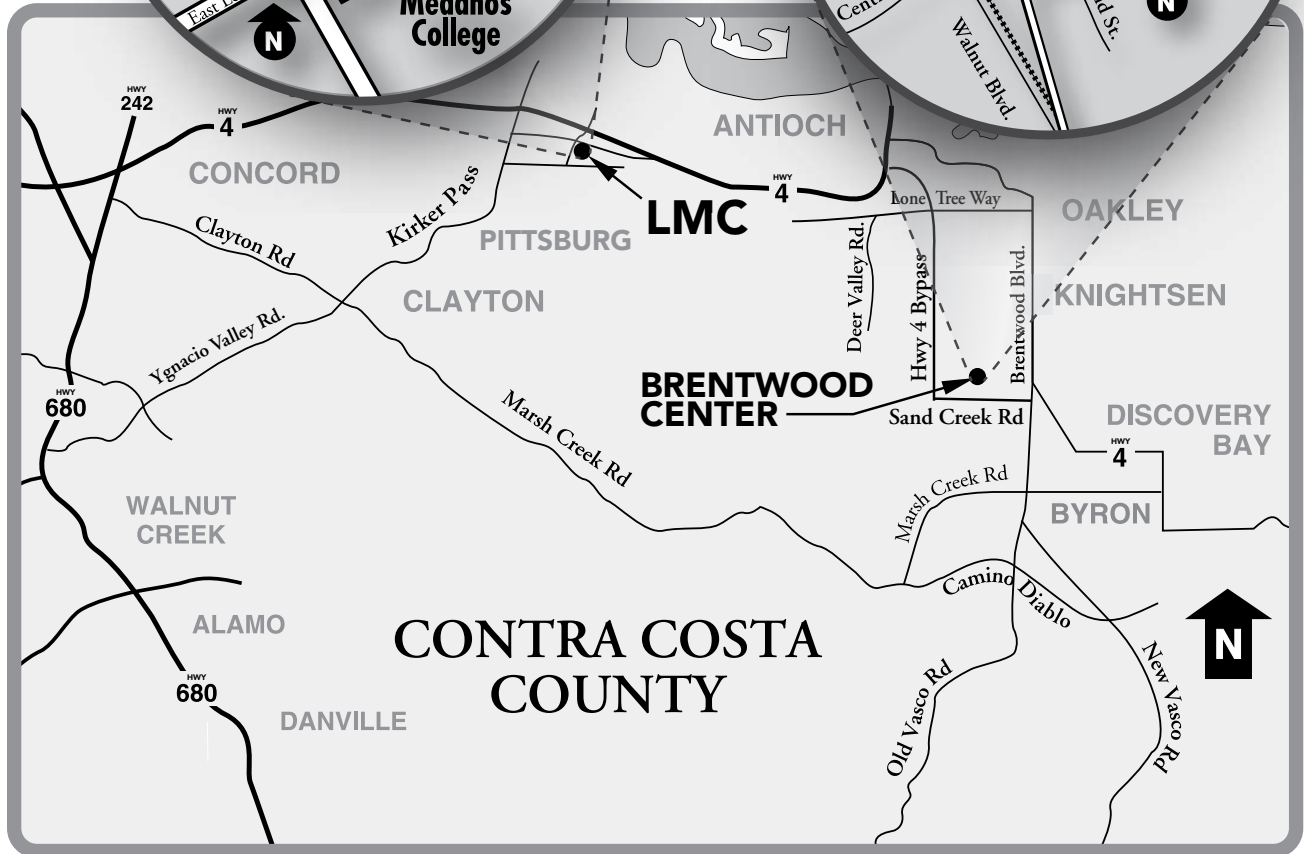 East
Medanos
College
N
Walnut Blvd.
St.
N
HWY
242
HWY
4
CONCORD
ANTIOCH
Kirker Pass
HWY
4
LMC
Lone Tree Way
OAKLEY
Clayton Rd
PITTSBURG
Deer Valley Rd.
Hwy 4 Bypass
Brentwood Blvd.
CLAYTON
KNIGHTSEN
Ygnacio Valley Rd.
HWY
680
BRENTWOOD
CENTER
Sand Creek Rd
DISCOVERY
BAY
Marsh Creek Rd
HWY
4
Marsh Creek Rd
WALNUT
CREEK
BYRON
Camino Diablo
ALAMO
CONTRA COSTA
COUNTY
N
HWY
680
DANVILLE
Old Vasco Rd
New Vasco Rd